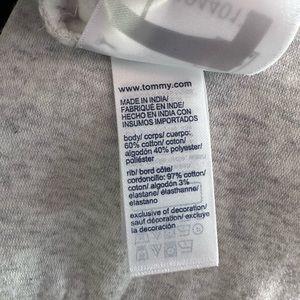 www.tommy.com
MADE IN INDIA/
FABRIQUÉ EN INDE/
HECHO EN INDIA CON
INSUMOS IMPORTADOS
body/ corps/ cuerpo:
60% cotton/ coton/
algodón 40% polyester/
poliéster
rib/ bord côte/
cordoncillo: 97% cotton/
coton/ algodón 3%
elastane/ élasthanne/
elastano
exclusive of decoration/
sauf décoration/ excluye
la decoración